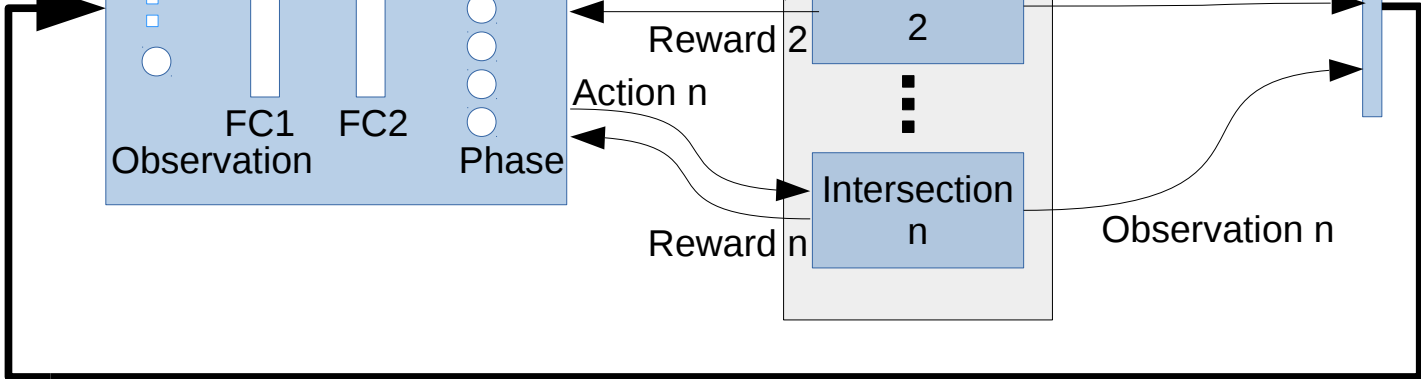 2
Reward 2
Action n
FC1 FC2
Observation Phase
Intersection
n
Reward n
Observation n